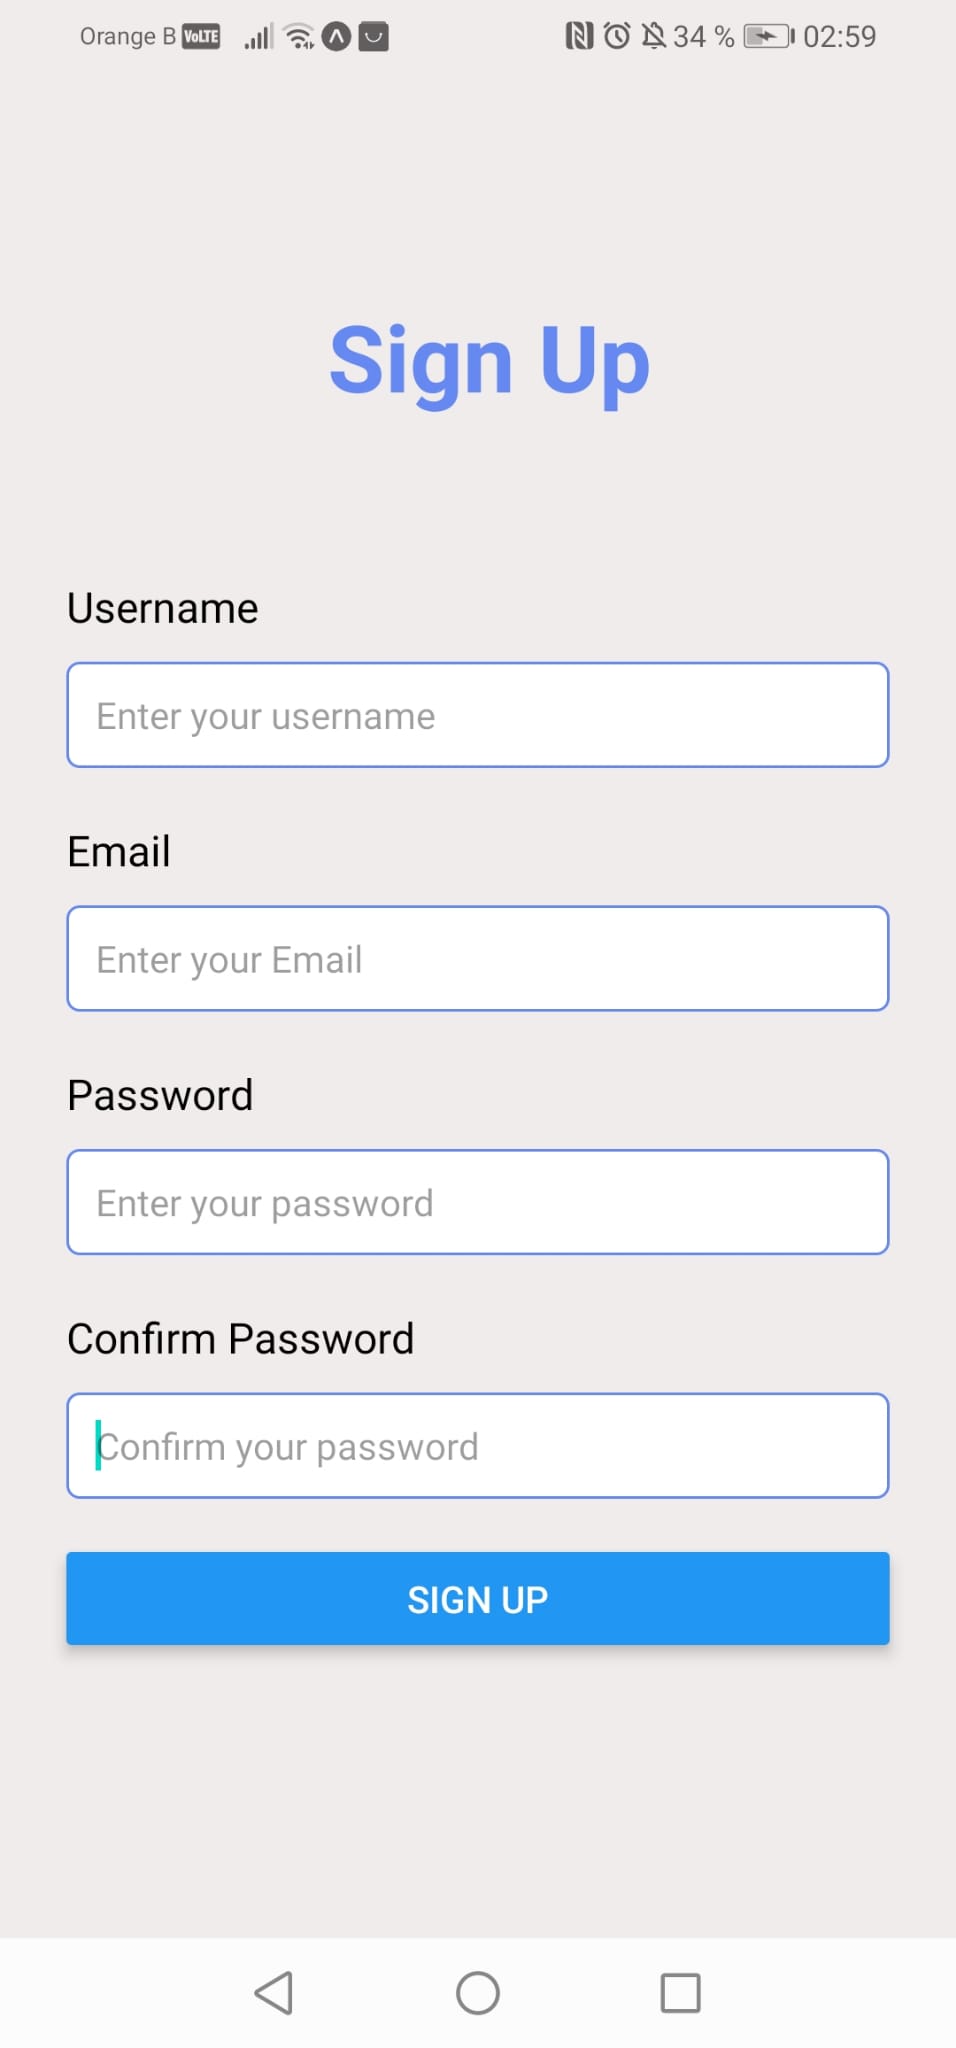 Orange B VoLTE 34 % 02:59
Sign Up
Username
Enter your username
Email
Enter your Email
Password
Enter your password
Confirm Password
Confirm your password
SIGN UP